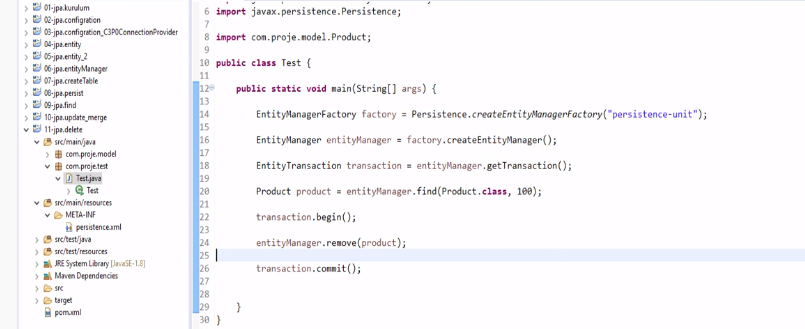 01-jpa.kurulum
02-jpa.configration
03-jpa.configration_C3P0ConnectionProvider
04-jpa.entity
05-jpa.entity_2
06-jpa.entityManager
07-jpa.createTable
08-jpa.persist
09-jpa.find
10-jpa.update_merge
11-jpa.delete
src/main/java
com.proje.model
com.proje.test
Test.java
Test
src/main/resources
META-INF
persistence.xml
src/test/java
src/test/resources
JRE System Library [JavaSE-1.8]
Maven Dependencies
src
target
pom.xml
6 import javax.persistence.Persistence;
7
8 import com.proje.model.Product;
9
10 public class Test {
11
12 public static void main(String[] args) {
13
14 EntityManagerFactory factory = Persistence.createEntityManagerFactory("persistence-unit");
15
16 EntityManager entityManager = factory.createEntityManager();
17
18 EntityTransaction transaction = entityManager.getTransaction();
19
20 Product product = entityManager.find(Product.class, 100);
21
22 transaction.begin();
23
24 entityManager.remove(product);
25
26 transaction.commit();
27
28
29 }
30 }